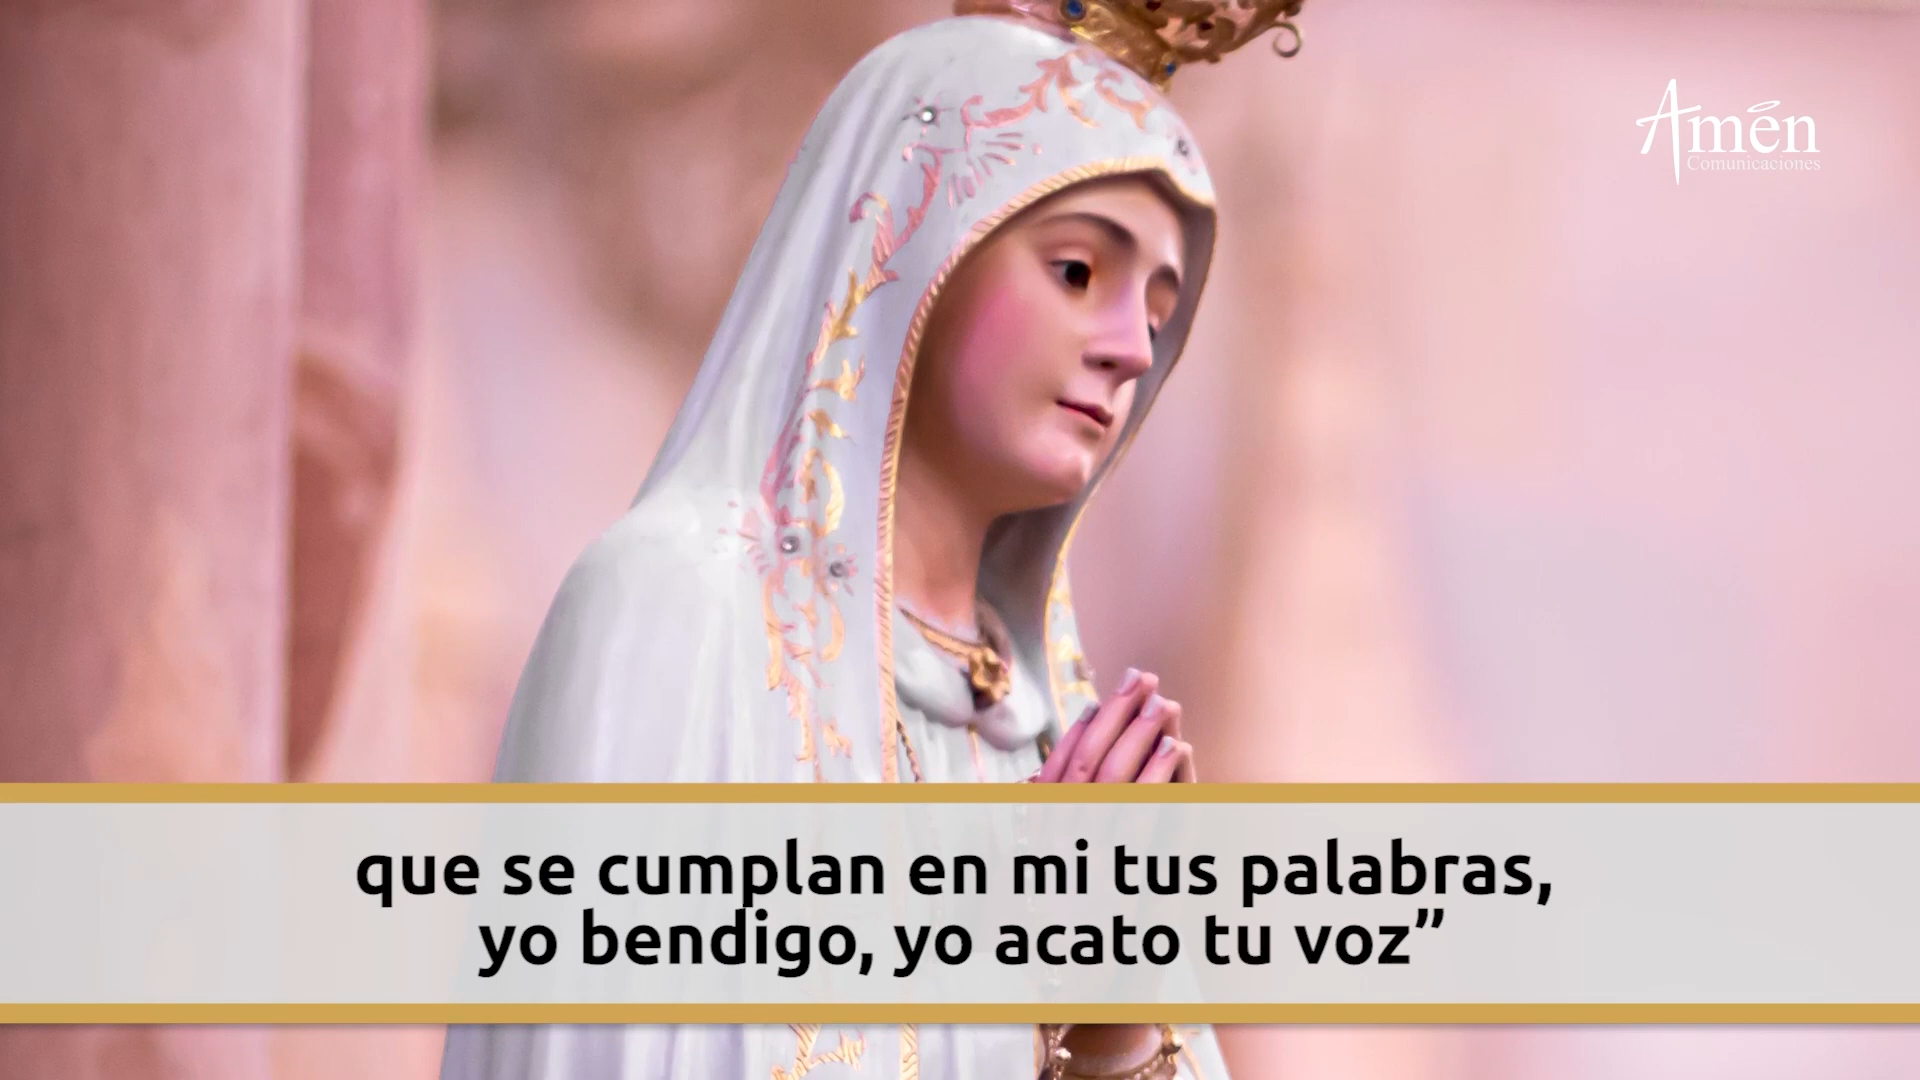 Amén
Comunicaciones
que se cumplan en mi tus palabras,
yo bendigo, yo acato tu voz”